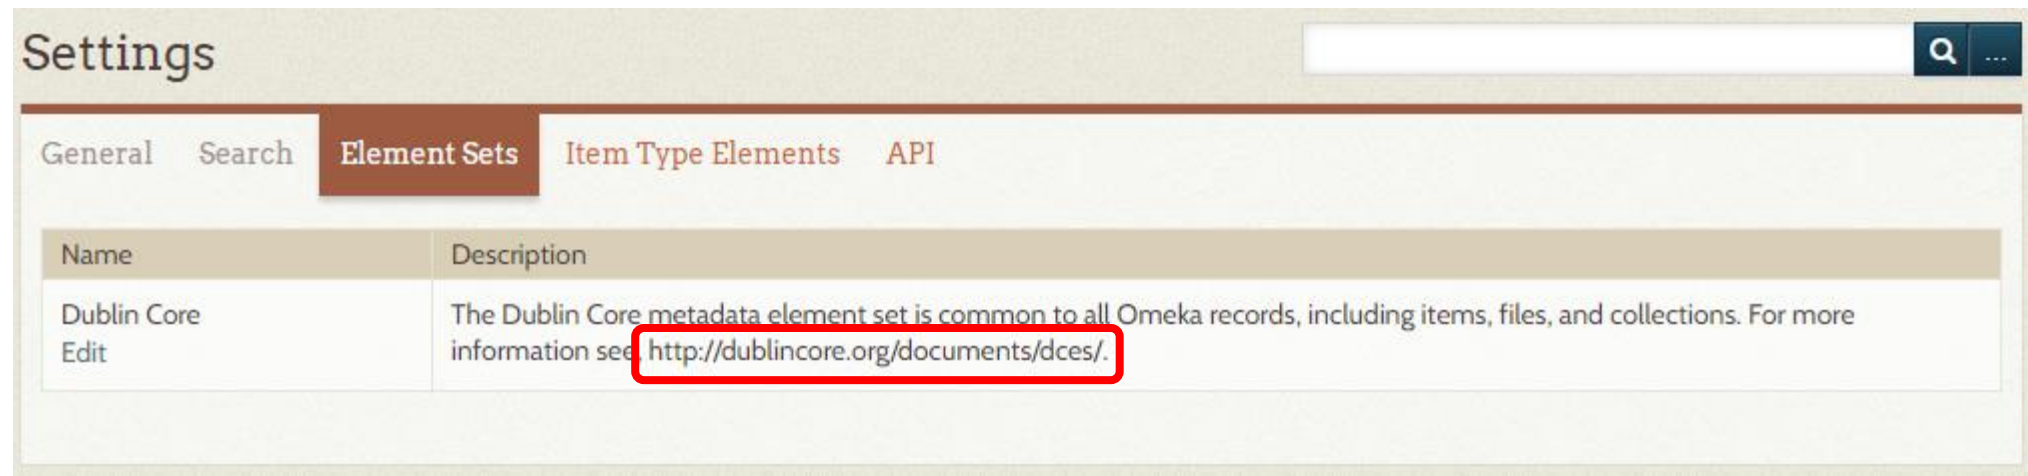 Settings
...
General Search Element Sets Item Type Elements API
Name Description
Dublin Core
Edit
The Dublin Core metadata element set is common to all Omeka records, including items, files, and collections. For more
information see, http://dublincore.org/documents/dces/.